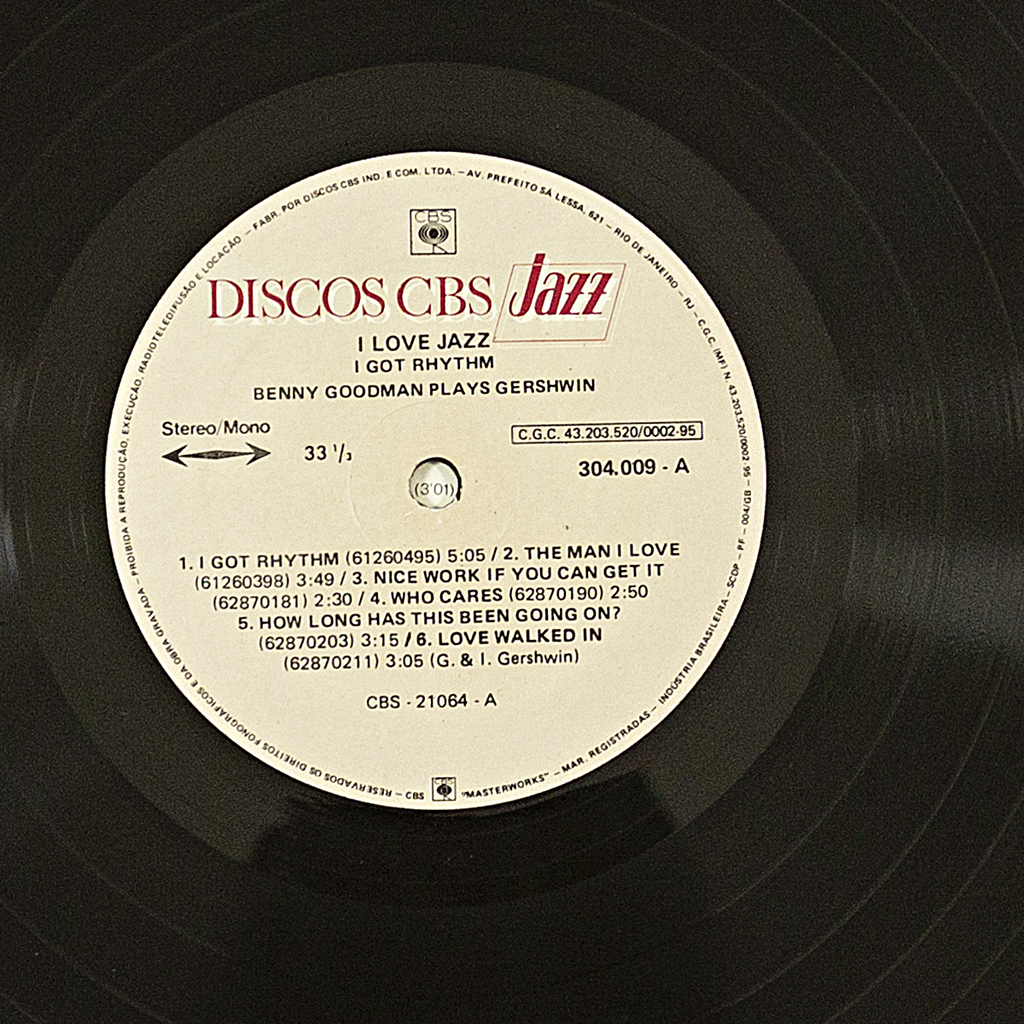 FABR. POR DISCOS CBS IND. E COM. LTDA. – AV. PREFEITO SÁ LESSA, 621 – RIO DE JANEIRO – RJ – C.G.C. (MF) N. 43.203.520/0002-95 – BD/004/GB – PF – SCDP – INDÚSTRIA BRASILEIRA – MAR. REGISTRADAS – "MASTERWORKS" CBS – CBS – RESERVADOS OS DIREITOS FONOGRÁFICOS E DA OBRA GRAVADA – PROIBIDA A REPRODUÇÃO, EXECUÇÃO, RADIOTELEDIFUSÃO E LOCAÇÃO –
CBS
DISCOS CBS Jazz
I LOVE JAZZ
I GOT RHYTHM
BENNY GOODMAN PLAYS GERSHWIN
Stereo/Mono
33 1/3
C.G.C. 43.203.520/0002-95
304.009 - A
(3'01)
1. I GOT RHYTHM (61260495) 5:05 / 2. THE MAN I LOVE
(61260398) 3:49 / 3. NICE WORK IF YOU CAN GET IT
(62870181) 2:30 / 4. WHO CARES (62870190) 2:50
5. HOW LONG HAS THIS BEEN GOING ON?
(62870203) 3:15 / 6. LOVE WALKED IN
(62870211) 3:05 (G. & I. Gershwin)
CBS - 21064 - A